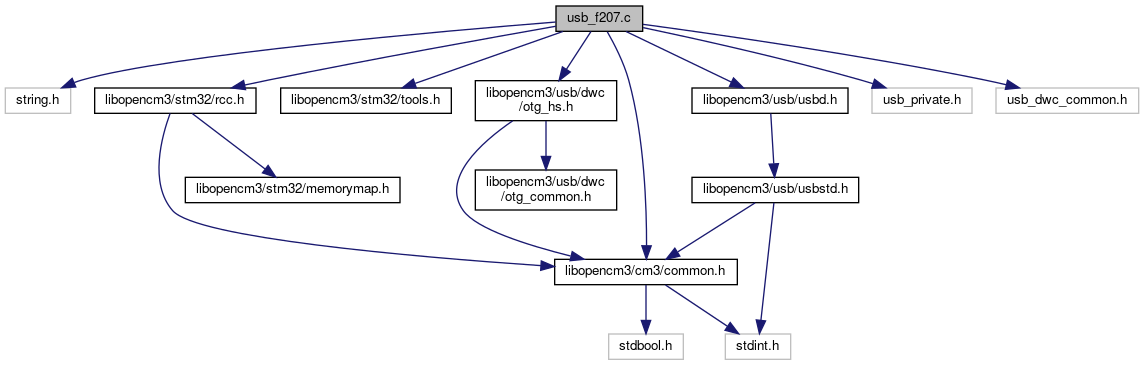 usb_f207.c
string.h
libopencm3/stm32/rcc.h
libopencm3/stm32/tools.h
libopencm3/usb/dwc
/otg_hs.h
libopencm3/usb/usbd.h
usb_private.h
usb_dwc_common.h
libopencm3/stm32/memorymap.h
libopencm3/usb/dwc
/otg_common.h
libopencm3/usb/usbstd.h
libopencm3/cm3/common.h
stdbool.h
stdint.h